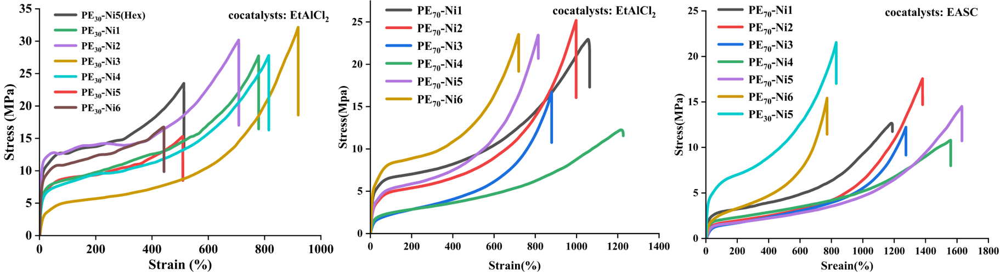 35
30
25
20
15
10
5
0
Stress (MPa)
PE30-Ni5(Hex)
PE30-Ni1
PE30-Ni2
PE30-Ni3
PE30-Ni4
PE30-Ni5
PE30-Ni6
cocatalysts: EtAlCl2
0 200 400 600 800 1000
Strain (%)
25
20
15
10
5
0
Stress(Mpa)
PE70-Ni1
PE70-Ni2
PE70-Ni3
PE70-Ni4
PE70-Ni5
PE70-Ni6
cocatalysts: EtAlCl2
0 200 400 600 800 1000 1200 1400
Strain(%)
25
20
15
10
5
0
Stress(MPa)
PE70-Ni1
PE70-Ni2
PE70-Ni3
PE70-Ni4
PE70-Ni5
PE70-Ni6
PE30-Ni5
cocatalysts: EASC
0 200 400 600 800 1000 1200 1400 1600 1800
Sreain(%)